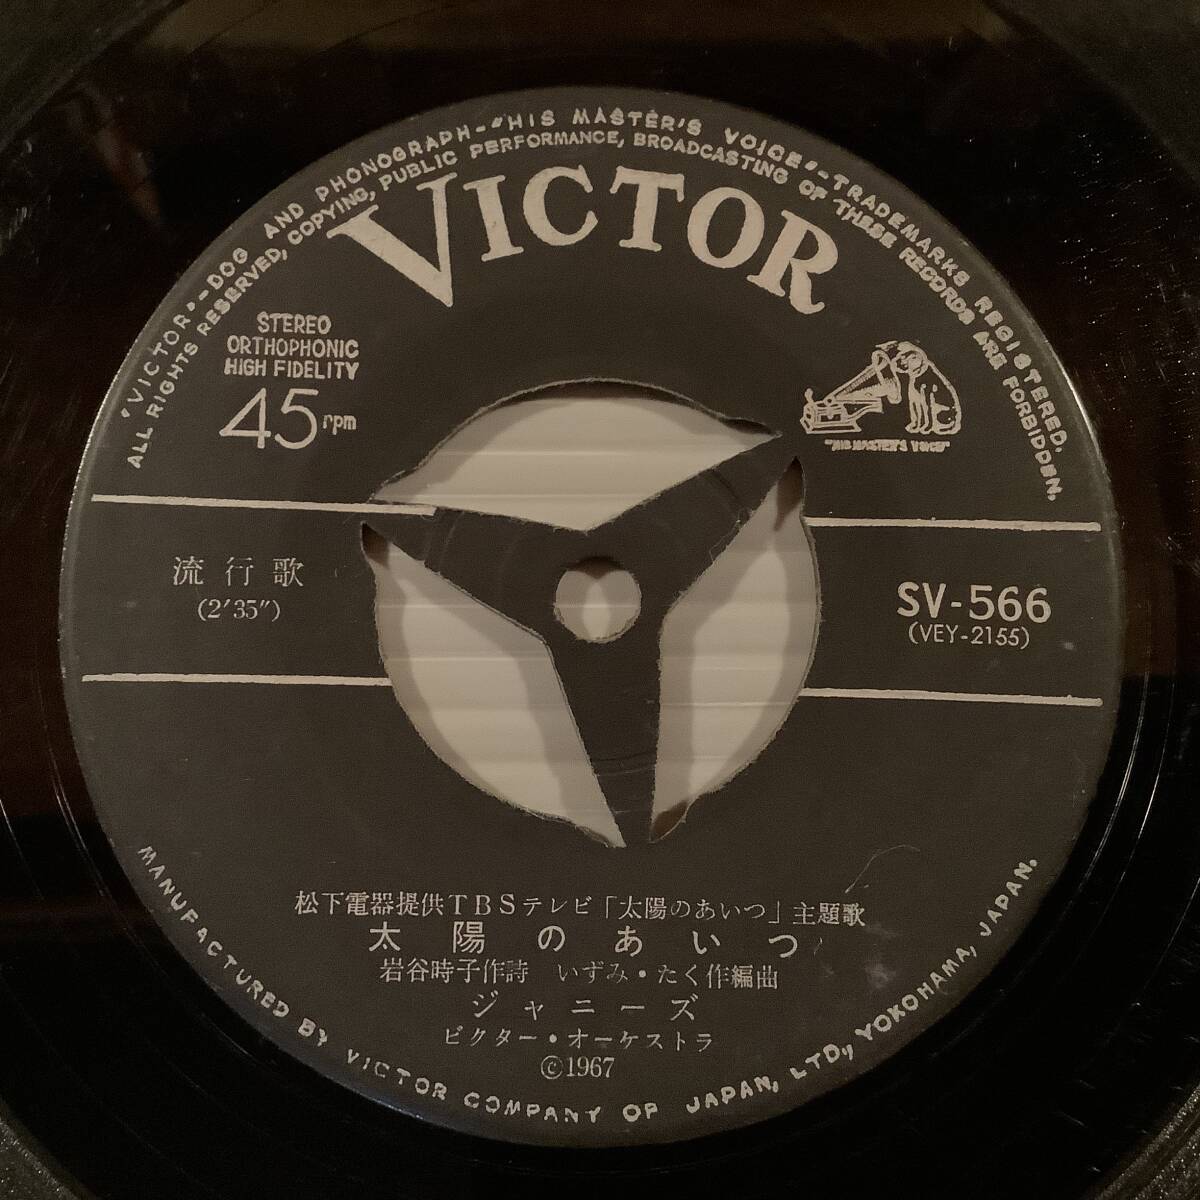 "VICTOR"-DOG AND PHONOGRAPH-"HIS MASTER'S VOICE"-TRADEMARKS REGISTERED.
ALL RIGHTS RESERVED, COPYING, PUBLIC PERFORMANCE, BROADCASTING OF THESE RECORDS ARE FORBIDDEN.
VICTOR
STEREO
ORTHOPHONIC
HIGH FIDELITY
45 rpm
"HIS MASTER'S VOICE"
流行歌
(2′35″)
SV-566
(VEY-2155)
松下電器提供TBSテレビ「太陽のあいつ」主題歌
太陽のあいつ
岩谷時子作詩 いずみ・たく作編曲
ジャニーズ
ビクター・オーケストラ
©1967
MANUFACTURED BY VICTOR COMPANY OF JAPAN, LTD., YOKOHAMA, JAPAN.